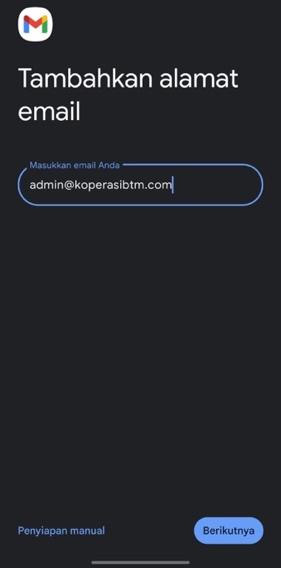 Tambahkan alamat
email
Masukkan email Anda
admin@koperasibtm.com
Penyiapan manual
Berikutnya